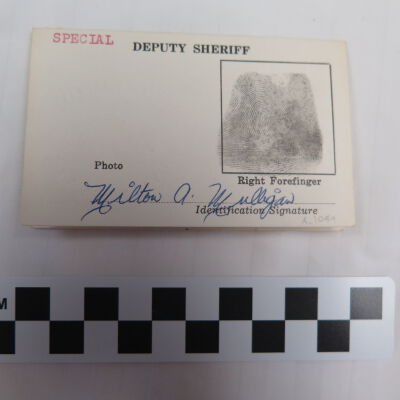 SPECIAL
DEPUTY SHERIFF
Photo
Right Forefinger
Milton A. Mulligan
Identification Signature
M